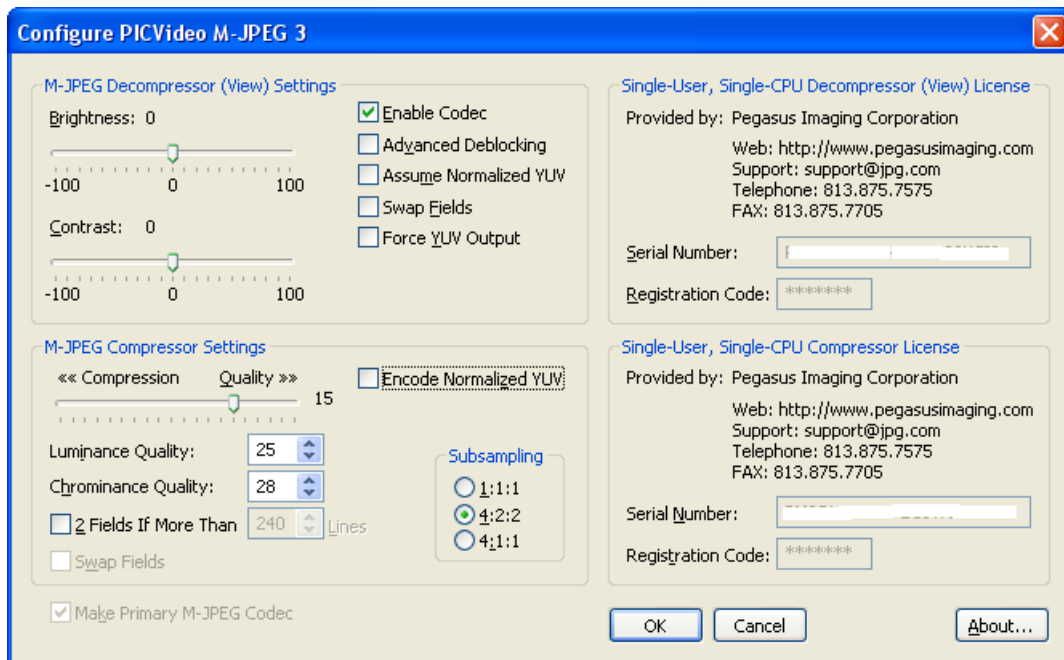 Configure PICVideo M-JPEG 3
M-JPEG Decompressor (View) Settings
Brightness: 0
-100 0 100
Contrast: 0
-100 0 100
Enable Codec
Advanced Deblocking
Assume Normalized YUV
Swap Fields
Force YUV Output
Single-User, Single-CPU Decompressor (View) License
Provided by: Pegasus Imaging Corporation
Web: http://www.pegasusimaging.com
Support: support@jpg.com
Telephone: 813.875.7575
FAX: 813.875.7705
Serial Number:
Registration Code: *******
M-JPEG Compressor Settings
«« Compression Quality »»
15
Encode Normalized YUV
Luminance Quality: 25
Chrominance Quality: 28
2 Fields If More Than 240 Lines
Swap Fields
Subsampling
1:1:1
4:2:2
4:1:1
Single-User, Single-CPU Compressor License
Provided by: Pegasus Imaging Corporation
Web: http://www.pegasusimaging.com
Support: support@jpg.com
Telephone: 813.875.7575
FAX: 813.875.7705
Serial Number:
Registration Code: *******
Make Primary M-JPEG Codec
OK Cancel About...